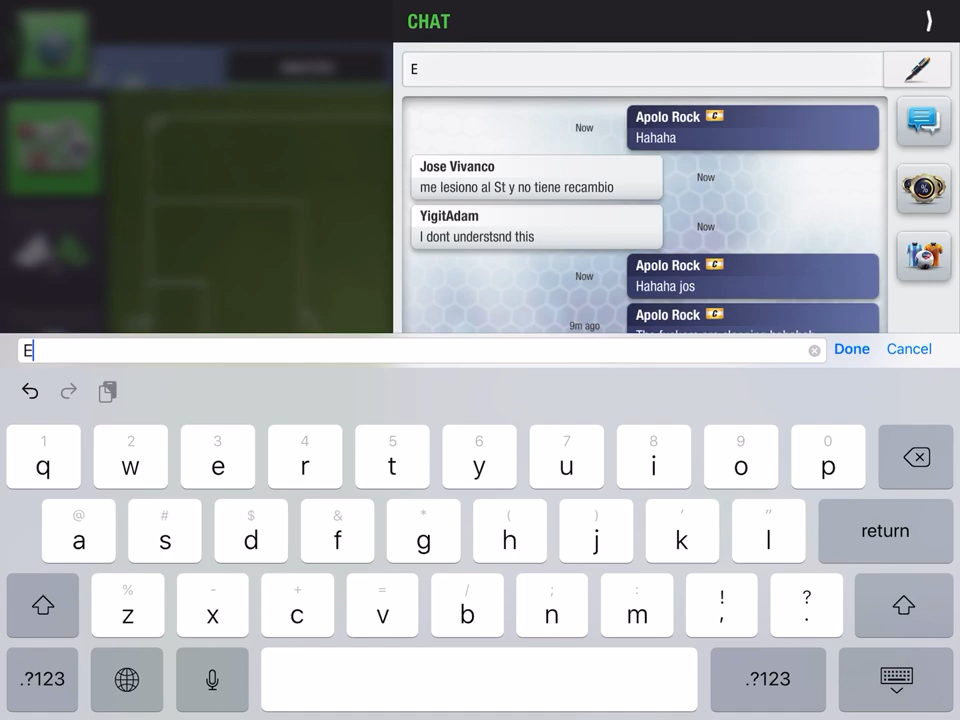 CHAT
E
Apolo Rock C
Now
Hahaha
Jose Vivanco
Now
me lesiono al St y no tiene recambio
YigitAdam
Now
I dont understsnd this
Apolo Rock C
Now
Hahaha jos
Apolo Rock C
9m ago
E
Done
Cancel
1 2 3 4 5 6 7 8 9 0
q w e r t y u i o p
@ # $ & * ( ) ' "
a s d f g h j k l
return
% - + = / ; : ! ?
z x c v b n m , .
.?123
.?123